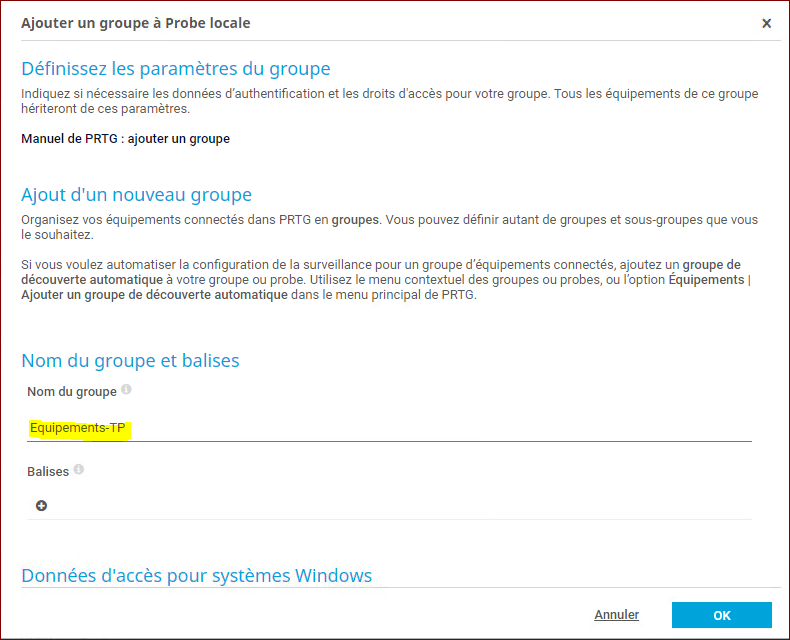 Ajouter un groupe à Probe locale
Définissez les paramètres du groupe
Indiquez si nécessaire les données d'authentification et les droits d'accès pour votre groupe. Tous les équipements de ce groupe
hériteront de ces paramètres.
Manuel de PRTG : ajouter un groupe
Ajout d'un nouveau groupe
Organisez vos équipements connectés dans PRTG en groupes. Vous pouvez définir autant de groupes et sous-groupes que vous
le souhaitez.
Si vous voulez automatiser la configuration de la surveillance pour un groupe d'équipements connectés, ajoutez un groupe de
découverte automatique à votre groupe ou probe. Utilisez le menu contextuel des groupes ou probes, ou l'option Équipements |
Ajouter un groupe de découverte automatique dans le menu principal de PRTG.
Nom du groupe et balises
Nom du groupe
Equipements-TP
Balises
Données d'accès pour systèmes Windows
Annuler
OK